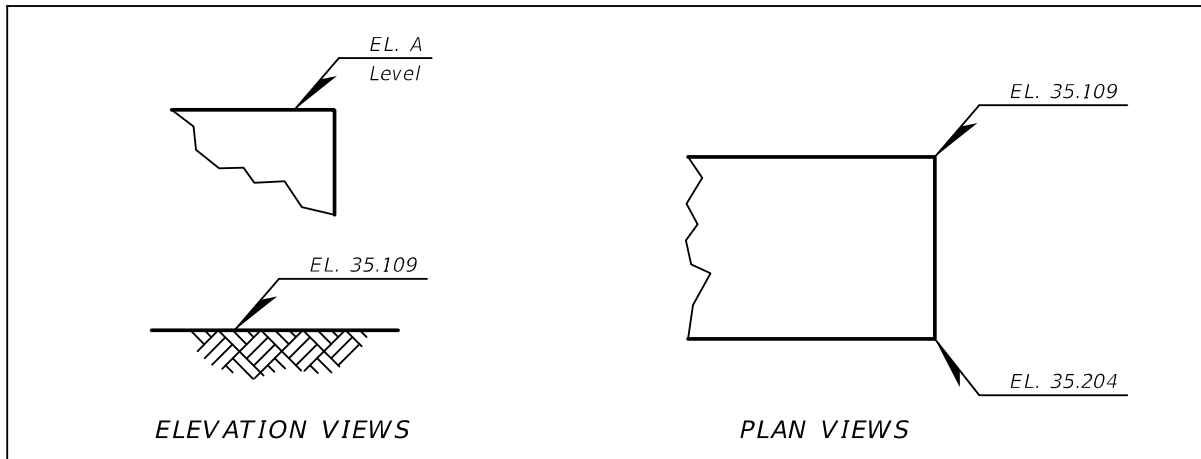 EL. A
Level
EL. 35.109
ELEVATION VIEWS
EL. 35.109
EL. 35.204
PLAN VIEWS